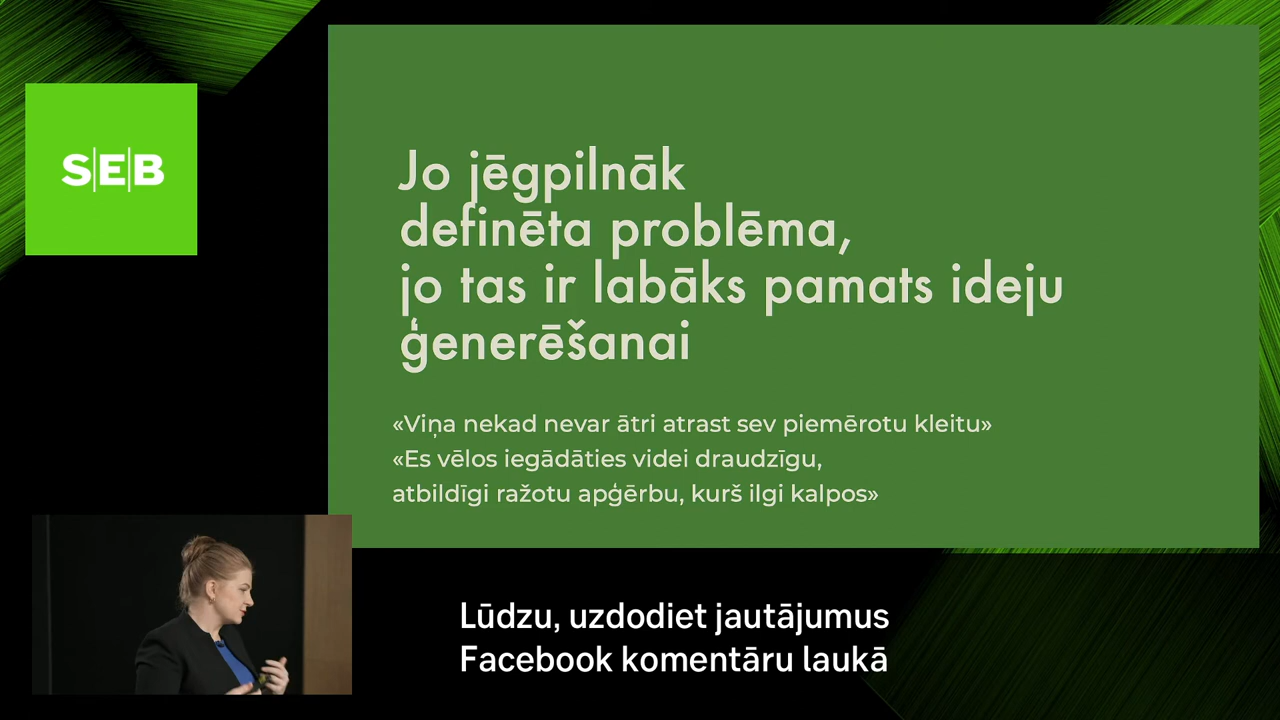 SEB
Jo jēgpilnāk
definēta problēma,
jo tas ir labāks pamats ideju
ģenerēšanai
«Viņa nekad nevar ātri atrast sev piemērotu kleitu»
«Es vēlos iegādāties videi draudzīgu,
atbildīgi ražotu apģērbu, kurš ilgi kalpos»
Lūdzu, uzdodiet jautājumus
Facebook komentāru laukā